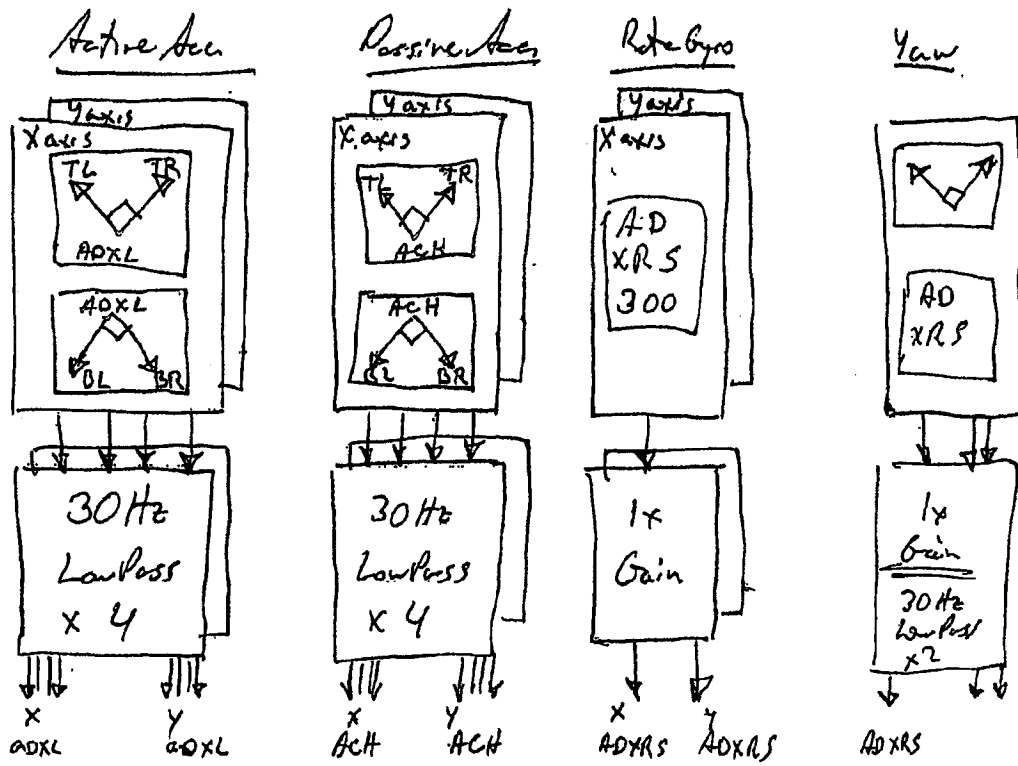 Active Acc
Passive Acc
Rate Gyro
Yaw
Y axis
X axis
TL TR
ADXL
ADXL
BL BR
30 Hz
LowPass
x 4
X
ADXL
Y
ADXL
Y axis
X axis
TL TR
ACH
ACH
BL BR
30 Hz
LowPass
x 4
X
ACH
Y
ACH
Y axis
X axis
AD
XRS
300
1x
Gain
X
ADXRS
Y
ADXRS
AD
XRS
1x
Gain
30 Hz
LowPass
x2
ADXRS